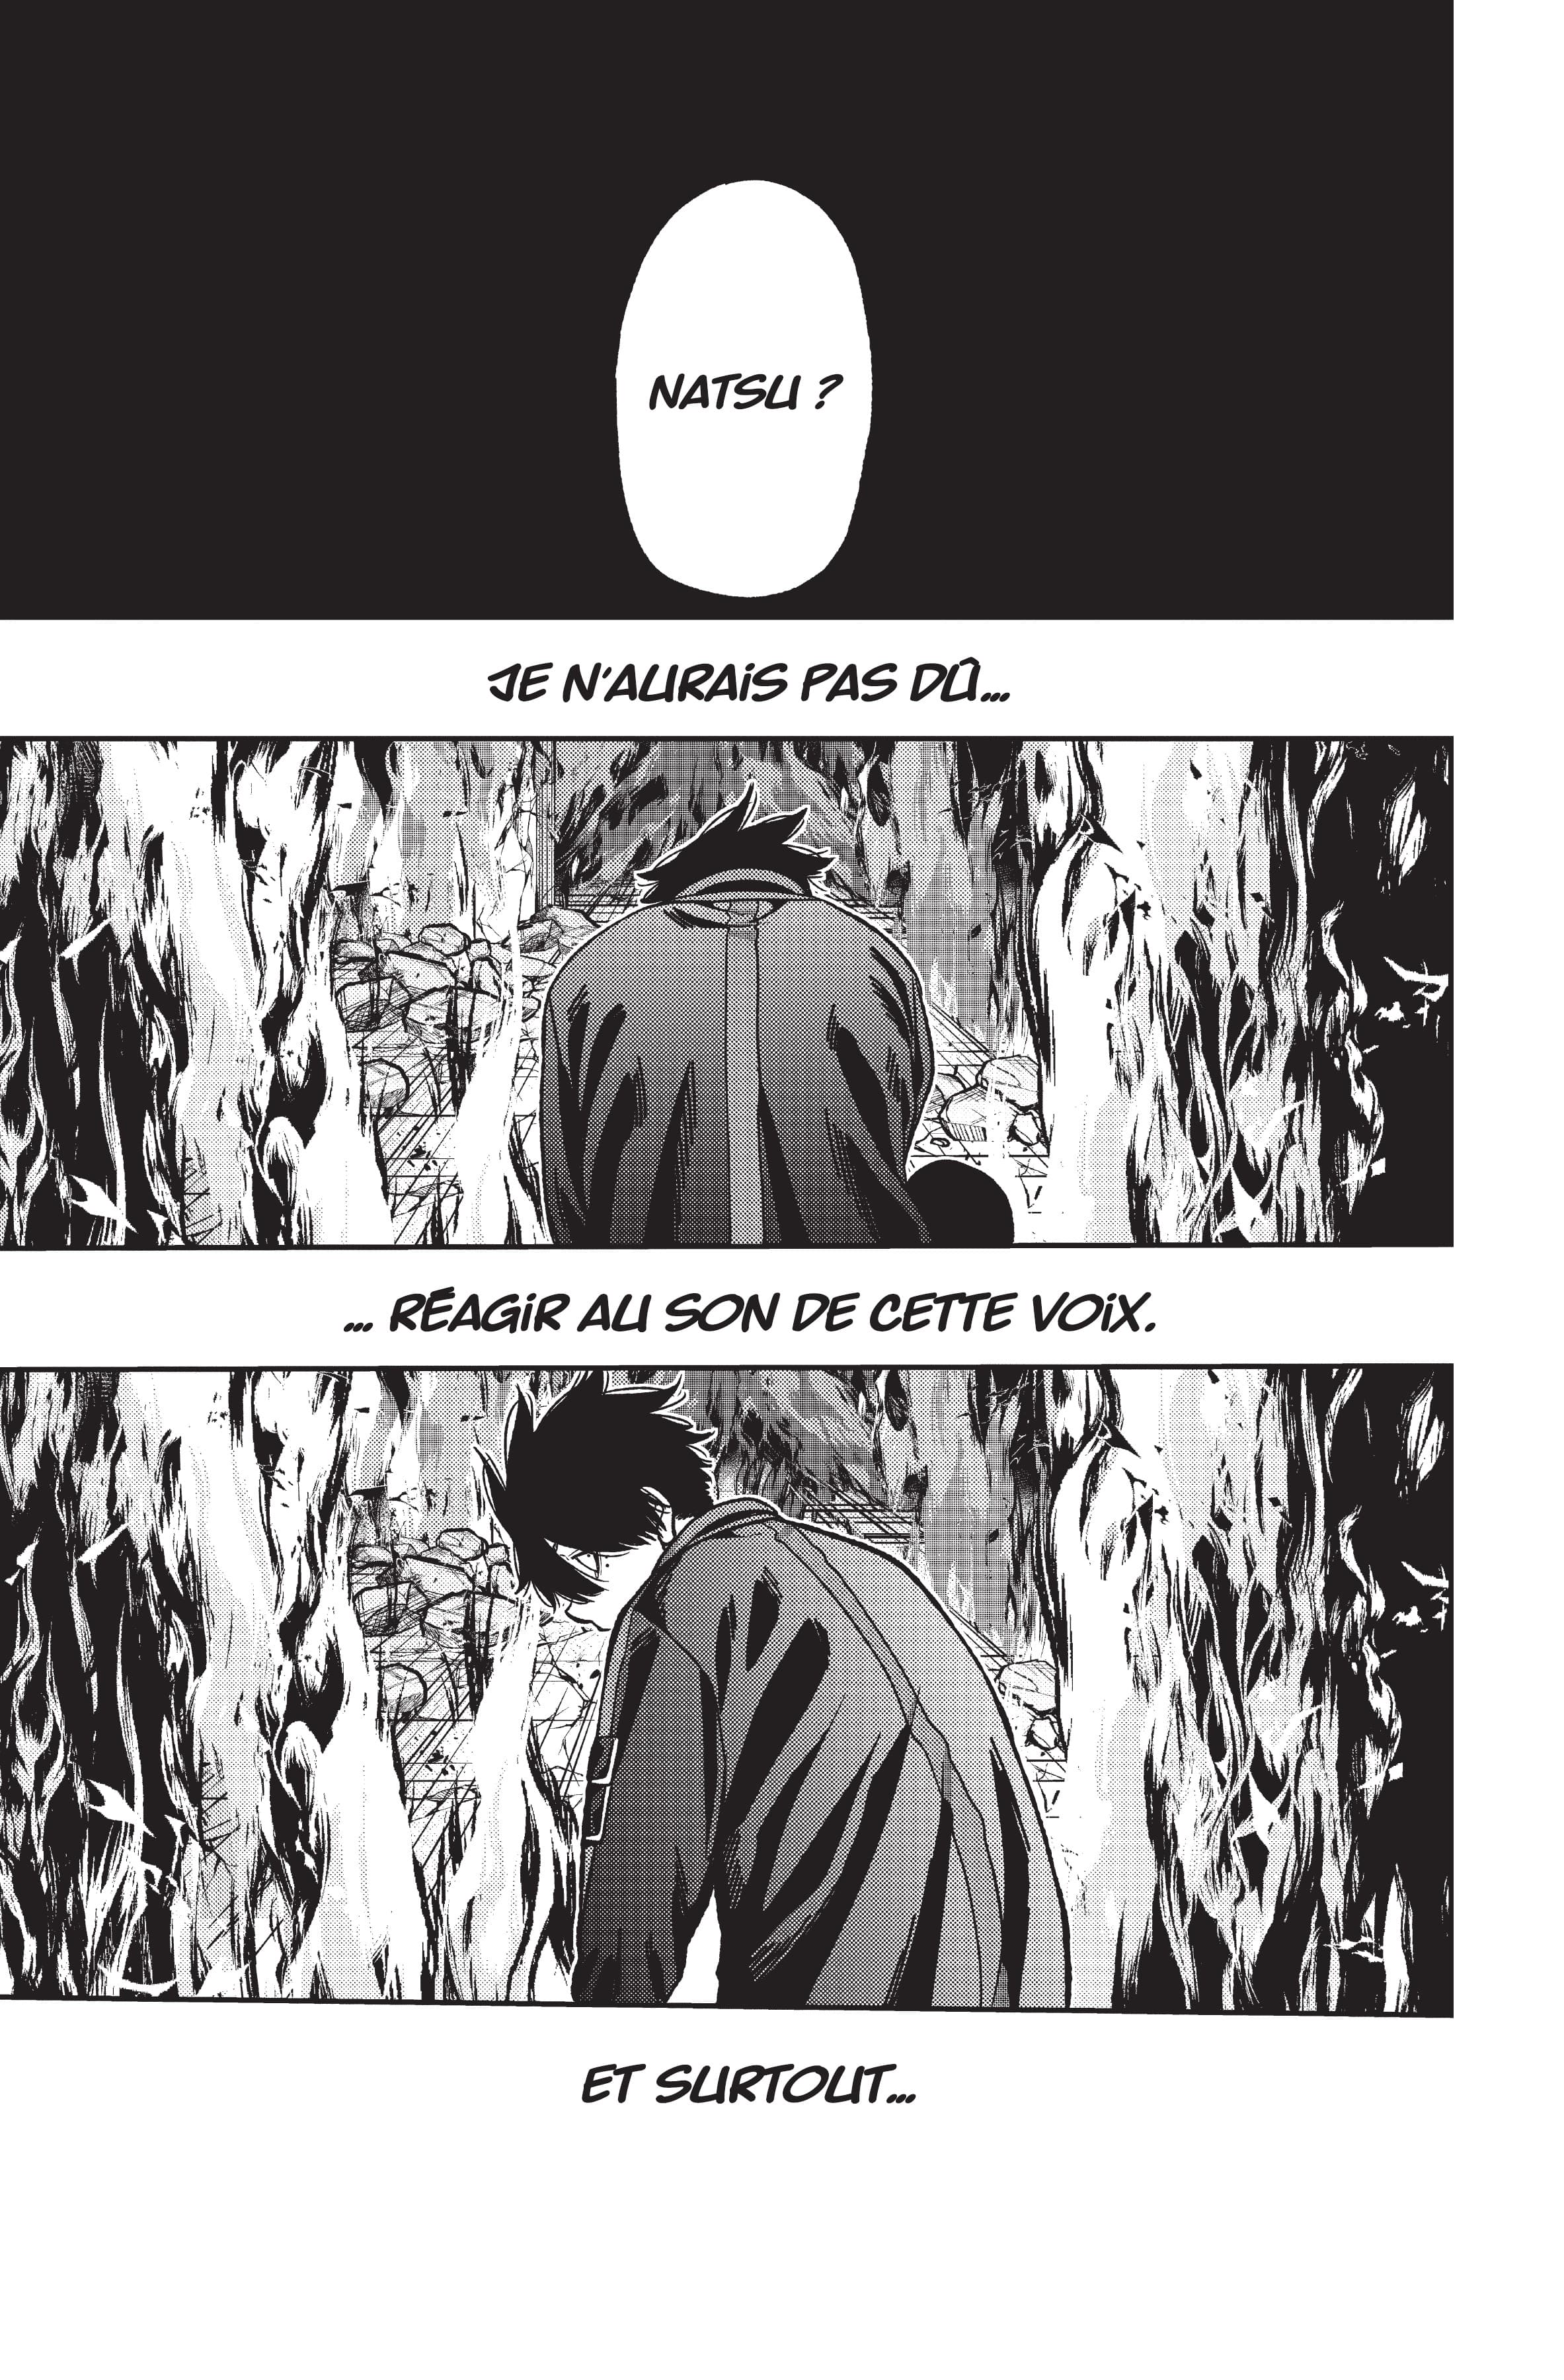 NATSU ?
JE N'AURAiS PAS DÛ...
... RÉAGiR AU SON DE CETTE VOiX.
ET SURTOUT...